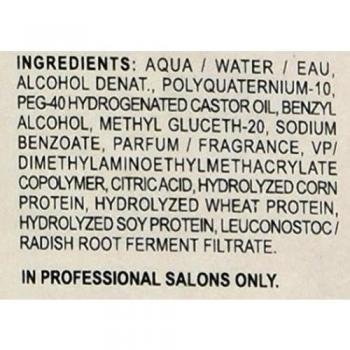 INGREDIENTS: AQUA / WATER / EAU,
ALCOHOL DENAT., POLYQUATERNIUM-10,
PEG-40 HYDROGENATED CASTOR OIL, BENZYL
ALCOHOL, METHYL GLUCETH-20, SODIUM
BENZOATE, PARFUM / FRAGRANCE, VP/
DIMETHYLAMINOETHYLMETHACRYLATE
COPOLYMER, CITRIC ACID, HYDROLYZED CORN
PROTEIN, HYDROLYZED WHEAT PROTEIN,
HYDROLYZED SOY PROTEIN, LEUCONOSTOC/
RADISH ROOT FERMENT FILTRATE.
IN PROFESSIONAL SALONS ONLY.